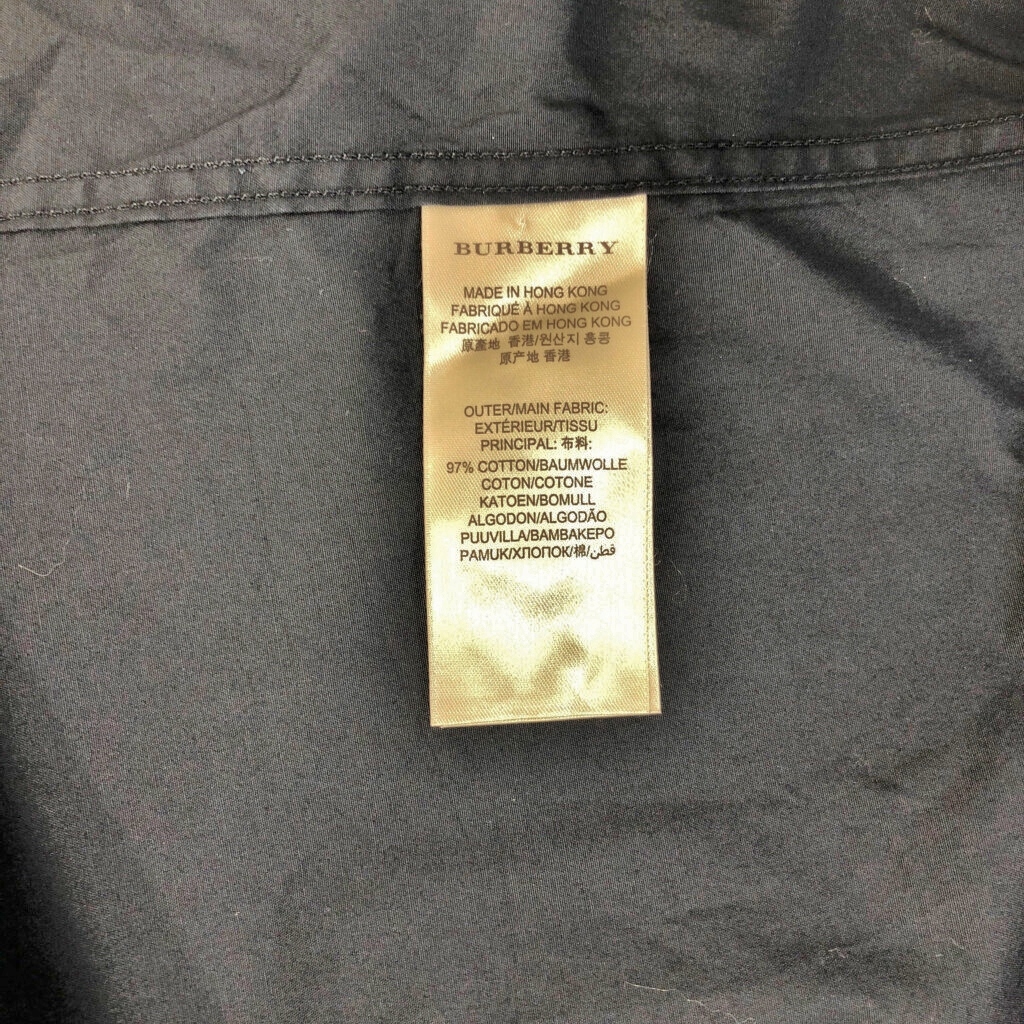 BURBERRY
MADE IN HONG KONG
FABRIQUÉ À HONG KONG
FABRICADO EM HONG KONG
原產地 香港/원산지 홍콩
原产地 香港
OUTER/MAIN FABRIC:
EXTÉRIEUR/TISSU
PRINCIPAL: 布料:
97% COTTON/BAUMWOLLE
COTON/COTONE
KATOEN/BOMULL
ALGODON/ALGODÃO
PUUVILLA/BAMBAKEPO
PAMUK/ХЛОПОК/棉/قطن